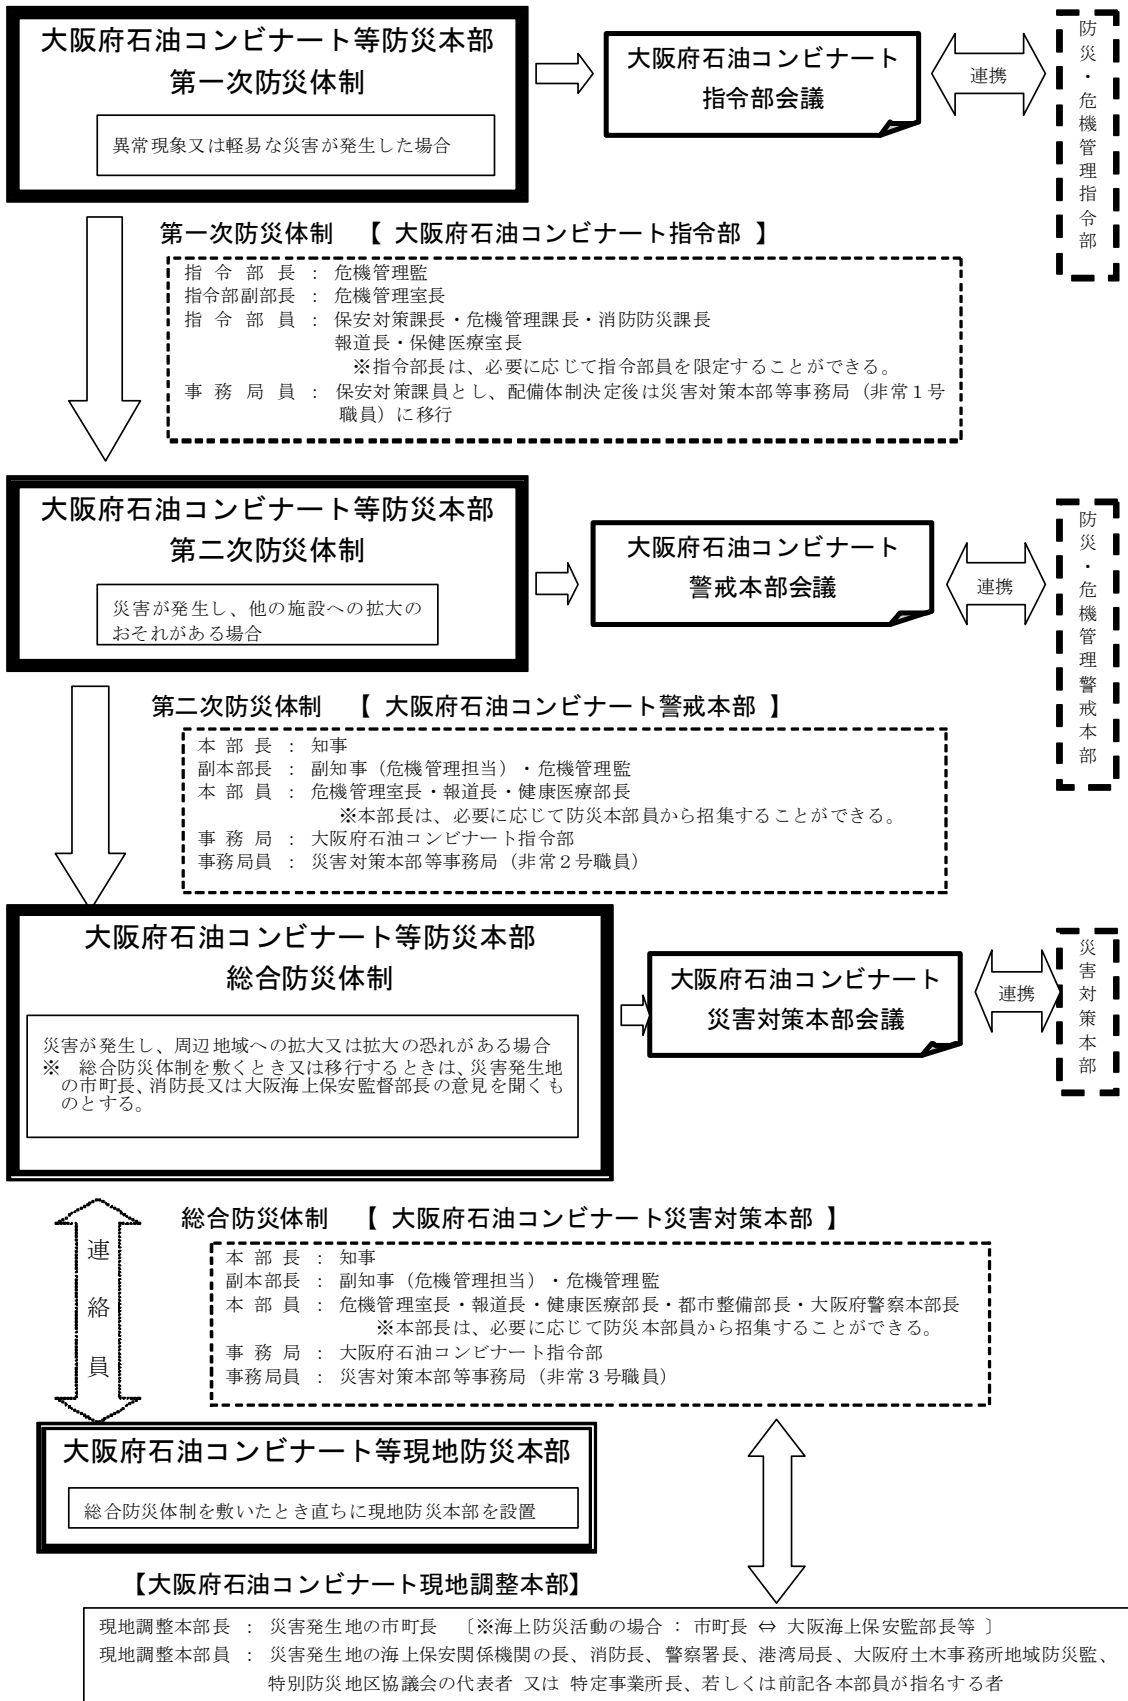 大阪府石油コンビナート等防災本部
第一次防災体制
異常現象又は軽易な災害が発生した場合
大阪府石油コンビナート
指令部会議
連携
防災・危機管理指令部
第一次防災体制 【 大阪府石油コンビナート指令部 】
指 令 部 長 : 危機管理監
指令部副部長 : 危機管理室長
指 令 部 員 : 保安対策課長・危機管理課長・消防防災課長
報道長・保健医療室長
※指令部長は、必要に応じて指令部員を限定することができる。
事 務 局 員 : 保安対策課員とし、配備体制決定後は災害対策本部等事務局(非常1号
職員)に移行
大阪府石油コンビナート等防災本部
第二次防災体制
災害が発生し、他の施設への拡大の
おそれがある場合
大阪府石油コンビナート
警戒本部会議
連携
防災・危機管理警戒本部
第二次防災体制 【 大阪府石油コンビナート警戒本部 】
本 部 長 : 知事
副本部長 : 副知事(危機管理担当)・危機管理監
本 部 員 : 危機管理室長・報道長・健康医療部長
※本部長は、必要に応じて防災本部員から招集することができる。
事 務 局 : 大阪府石油コンビナート指令部
事務局員 : 災害対策本部等事務局(非常2号職員)
大阪府石油コンビナート等防災本部
総合防災体制
災害が発生し、周辺地域への拡大又は拡大の恐れがある場合
※ 総合防災体制を敷くとき又は移行するときは、災害発生地
の市町長、消防長又は大阪海上保安監督部長の意見を聞くも
のとする。
大阪府石油コンビナート
災害対策本部会議
連携
災害対策本部
総合防災体制 【 大阪府石油コンビナート災害対策本部 】
本 部 長 : 知事
副本部長 : 副知事(危機管理担当)・危機管理監
本 部 員 : 危機管理室長・報道長・健康医療部長・都市整備部長・大阪府警察本部長
※本部長は、必要に応じて防災本部員から招集することができる。
事 務 局 : 大阪府石油コンビナート指令部
事務局員 : 災害対策本部等事務局(非常3号職員)
連絡員
大阪府石油コンビナート等現地防災本部
総合防災体制を敷いたとき直ちに現地防災本部を設置
【大阪府石油コンビナート現地調整本部】
現地調整本部長 : 災害発生地の市町長 〔※海上防災活動の場合 : 市町長 ⇔ 大阪海上保安監部長等 〕
現地調整本部員 : 災害発生地の海上保安関係機関の長、消防長、警察署長、港湾局長、大阪府土木事務所地域防災監、
特別防災地区協議会の代表者 又は 特定事業所長、若しくは前記各本部員が指名する者